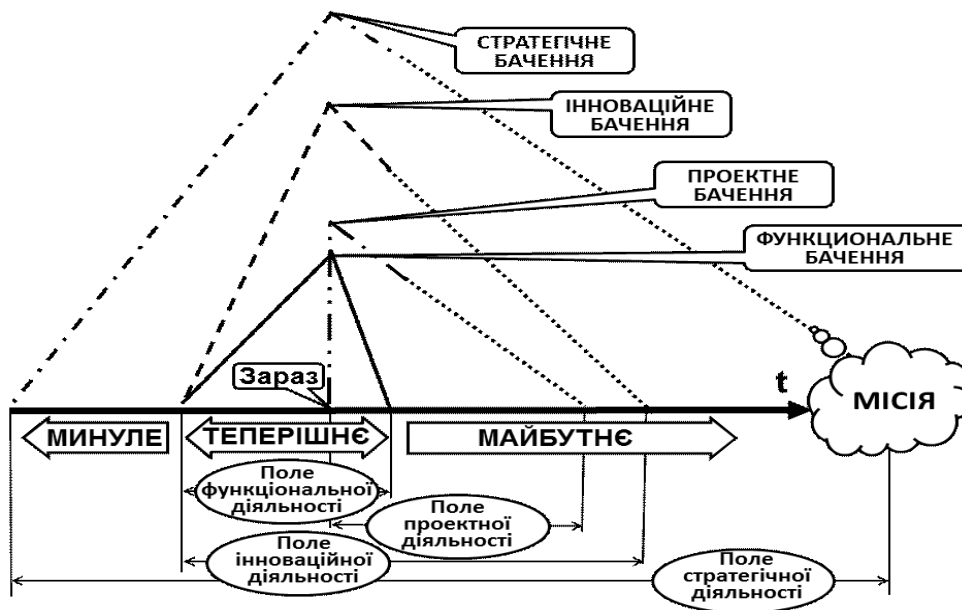 СТРАТЕГІЧНЕ
БАЧЕННЯ
ІННОВАЦІЙНЕ
БАЧЕННЯ
ПРОЕКТНЕ
БАЧЕННЯ
ФУНКЦИОНАЛЬНЕ
БАЧЕННЯ
Зараз
t
МІСІЯ
МИНУЛЕ
ТЕПЕРІШНЄ
МАЙБУТНЄ
Поле
функціональної
діяльності
Поле
проектної
діяльності
Поле
інноваційної
діяльності
Поле
стратегічної
діяльності